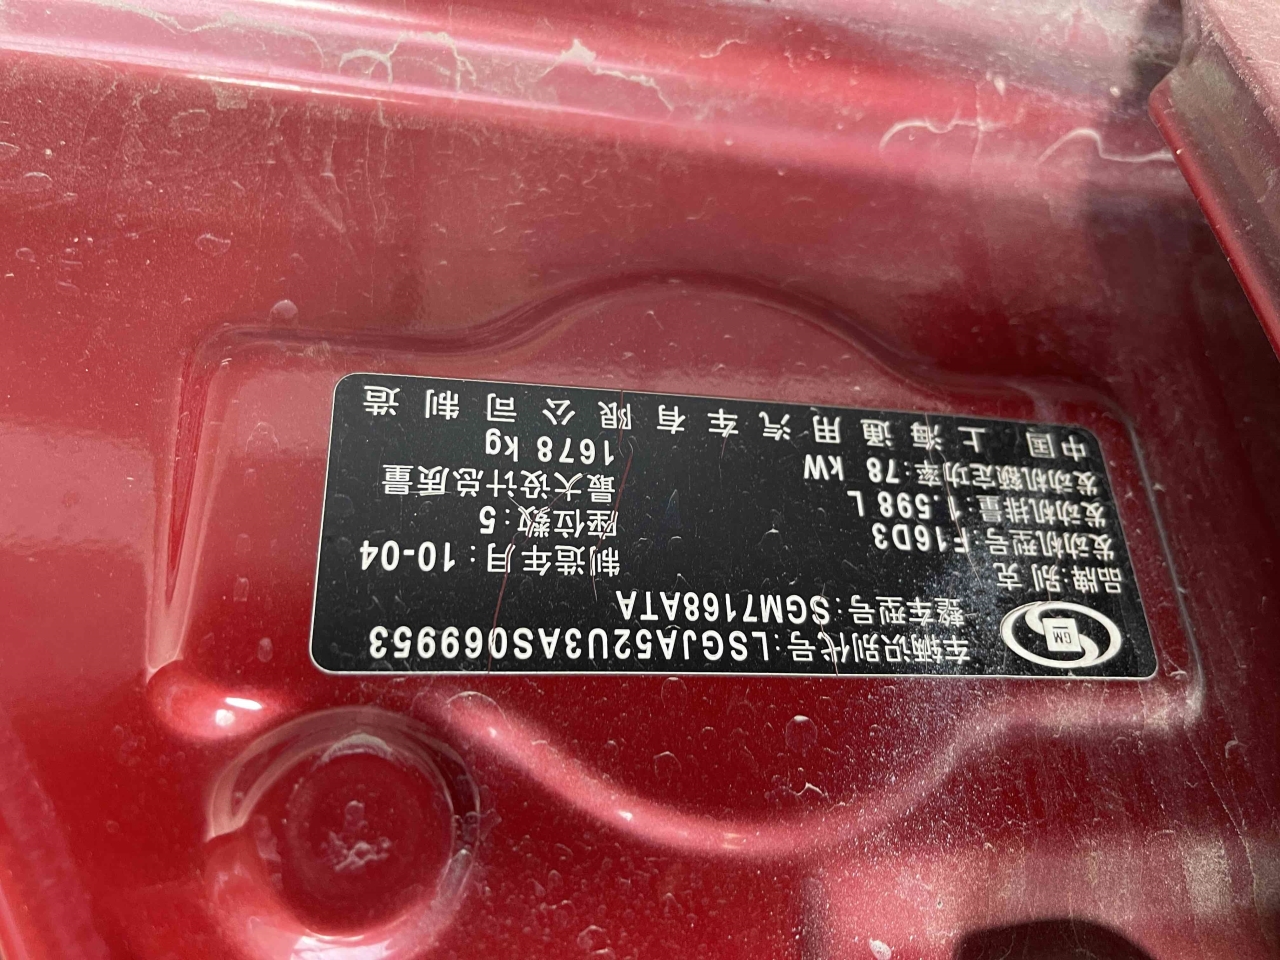 GM
车辆识别代号:LSGJA52U3AS069953
整车型号:SGM7168ATA
品牌:别克 制造年月:10-04
发动机型号:F16D3 座位数:5
发动机排量:1.598 L 最大设计总质量
发动机额定功率:78 kW 1678 kg
中国 上海通用汽车有限公司制造